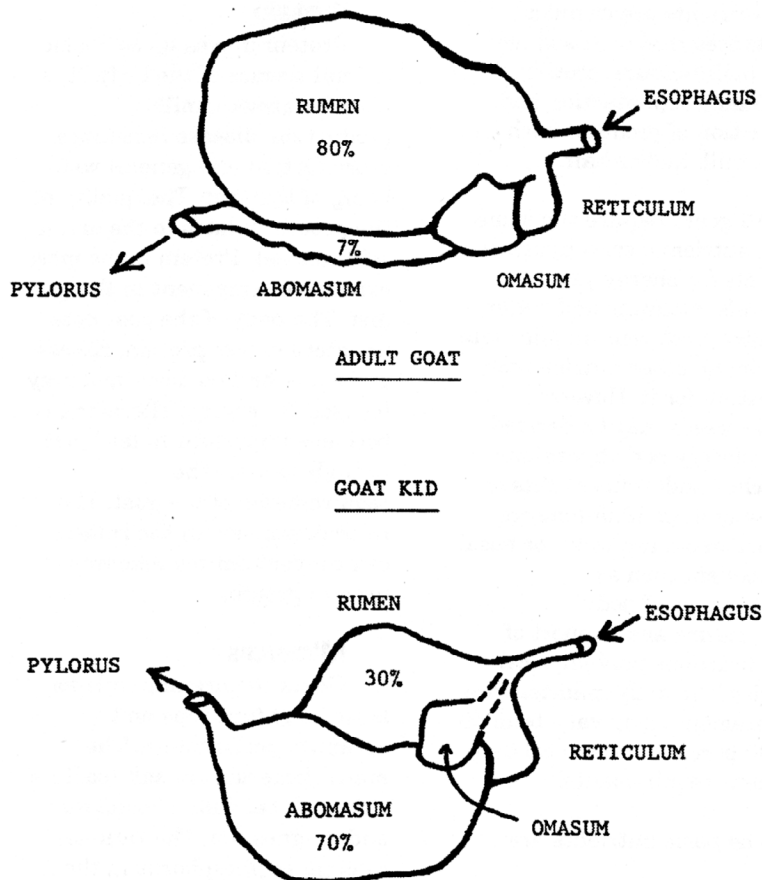 ESOPHAGUS
RUMEN
80%
RETICULUM
7%
PYLORUS
ABOMASUM
OMASUM
ADULT GOAT
GOAT KID
RUMEN
ESOPHAGUS
PYLORUS
30%
RETICULUM
ABOMASUM
70%
OMASUM